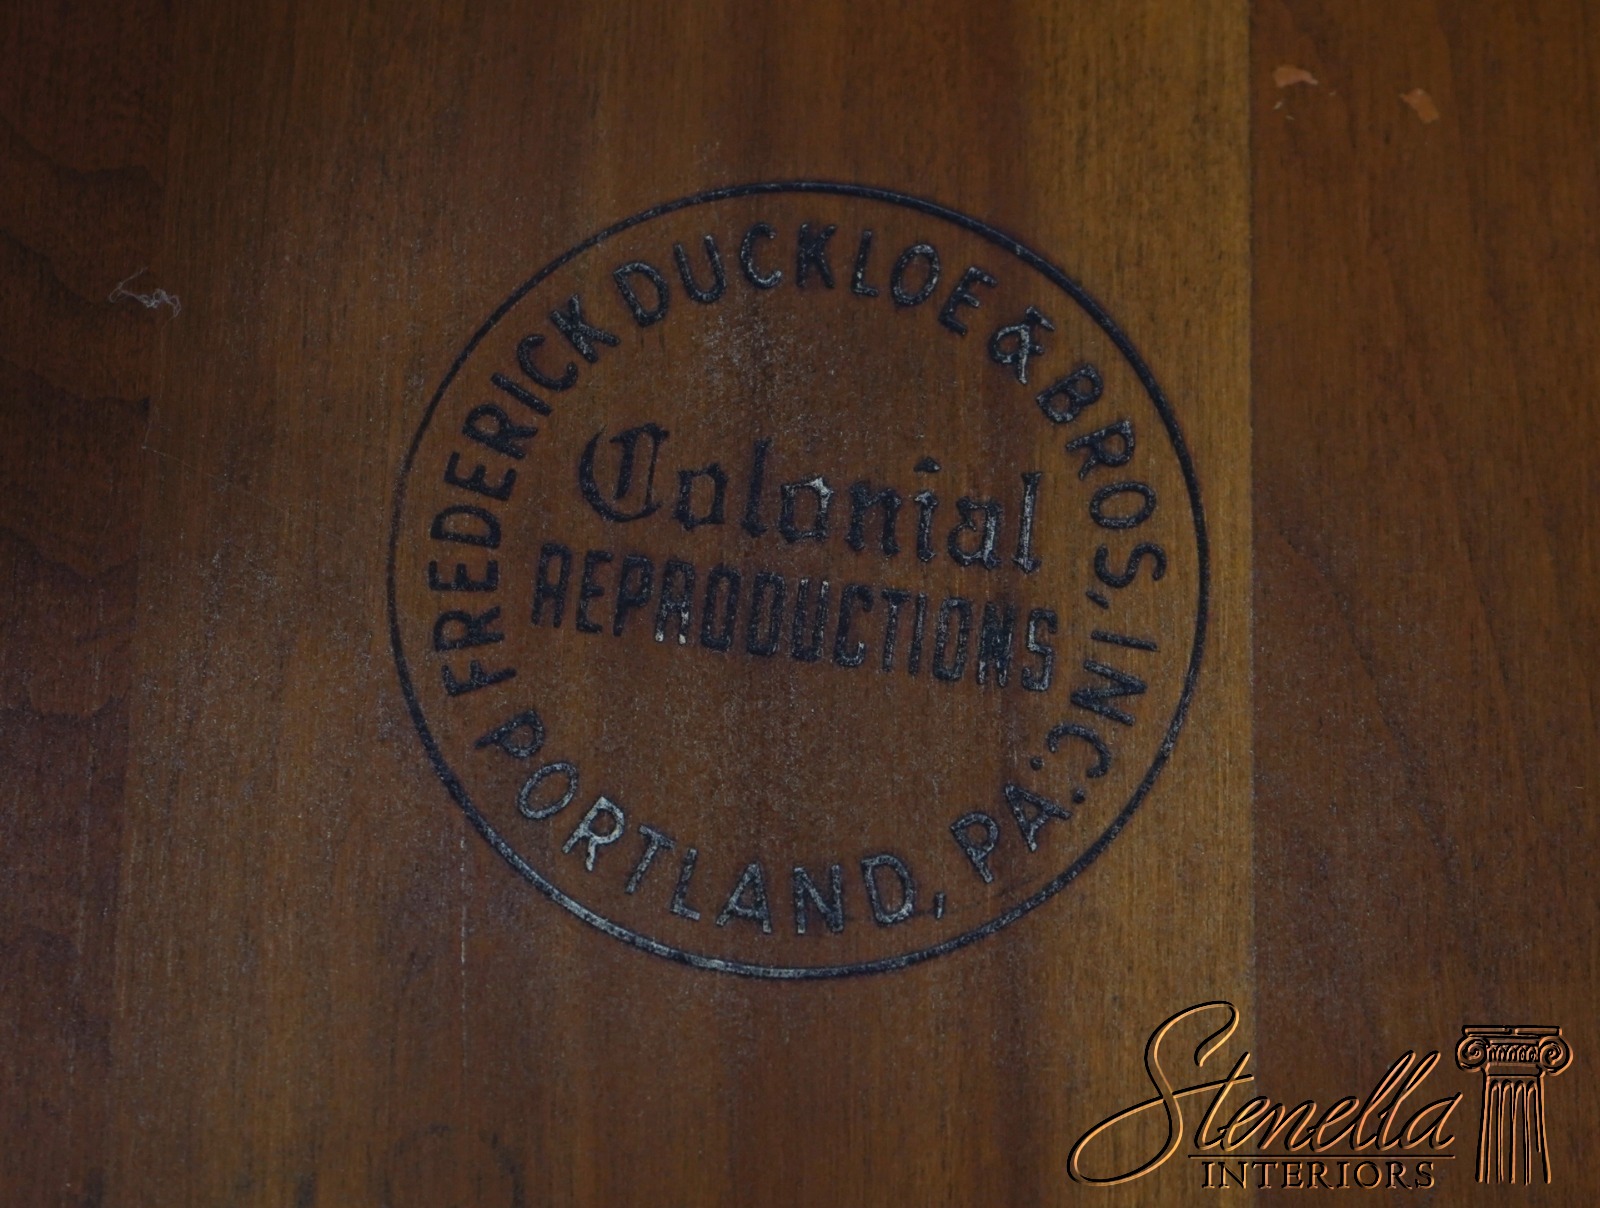 FREDERICK DUCKLOE & BROS., INC.
Colonial
REPRODUCTIONS
PORTLAND, PA.
Stenella
INTERIORS